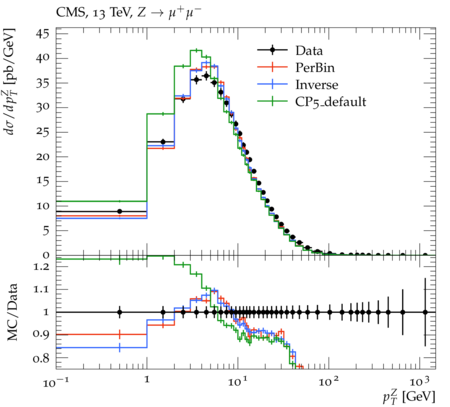 CMS, 13 TeV, Z → μ⁺μ⁻
dσ/dp_T^Z [pb/GeV]
45
40
35
30
25
20
15
10
5
0
Data
PerBin
Inverse
CP5_default
MC/Data
1.2
1.1
1
0.9
0.8
10⁻¹ 1 10¹ 10² 10³
p_T^Z [GeV]